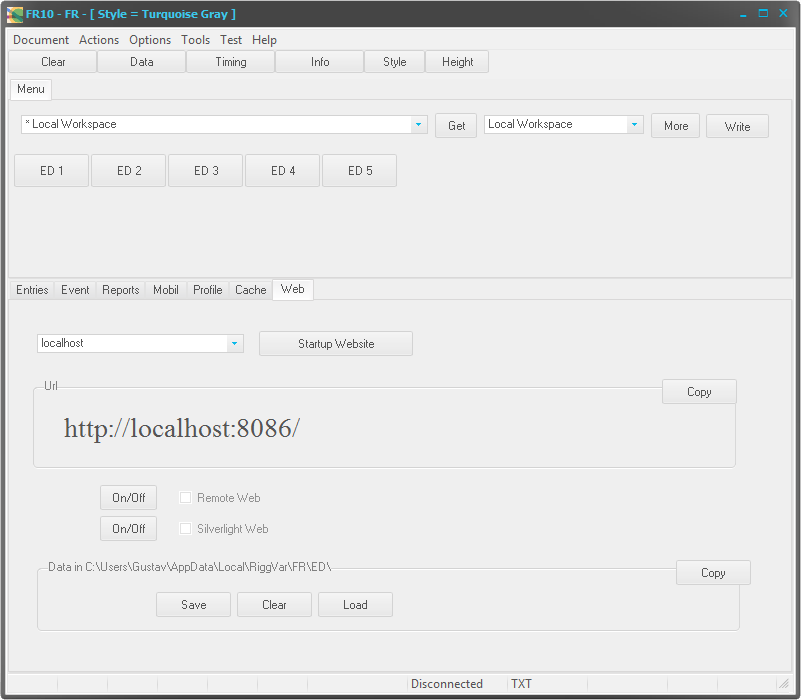 FR10 - FR - [ Style = Turquoise Gray ]
Document Actions Options Tools Test Help
Clear Data Timing Info Style Height
Menu
* Local Workspace Get Local Workspace More Write
ED 1 ED 2 ED 3 ED 4 ED 5
Entries Event Reports Mobil Profile Cache Web
localhost Startup Website
Url Copy
http://localhost:8086/
On/Off Remote Web
On/Off Silverlight Web
Data in C:\Users\Gustav\AppData\Local\RiggVar\FR\ED\ Copy
Save Clear Load
Disconnected TXT